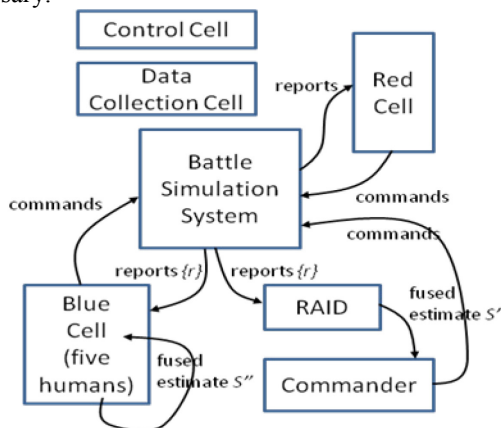 sary.
Control Cell
Data
Collection Cell
reports
Red
Cell
Battle
Simulation
System
commands
commands
commands
reports {r}
reports {r}
Blue
Cell
(five
humans)
fused
estimate S″
RAID
fused
estimate S′
Commander